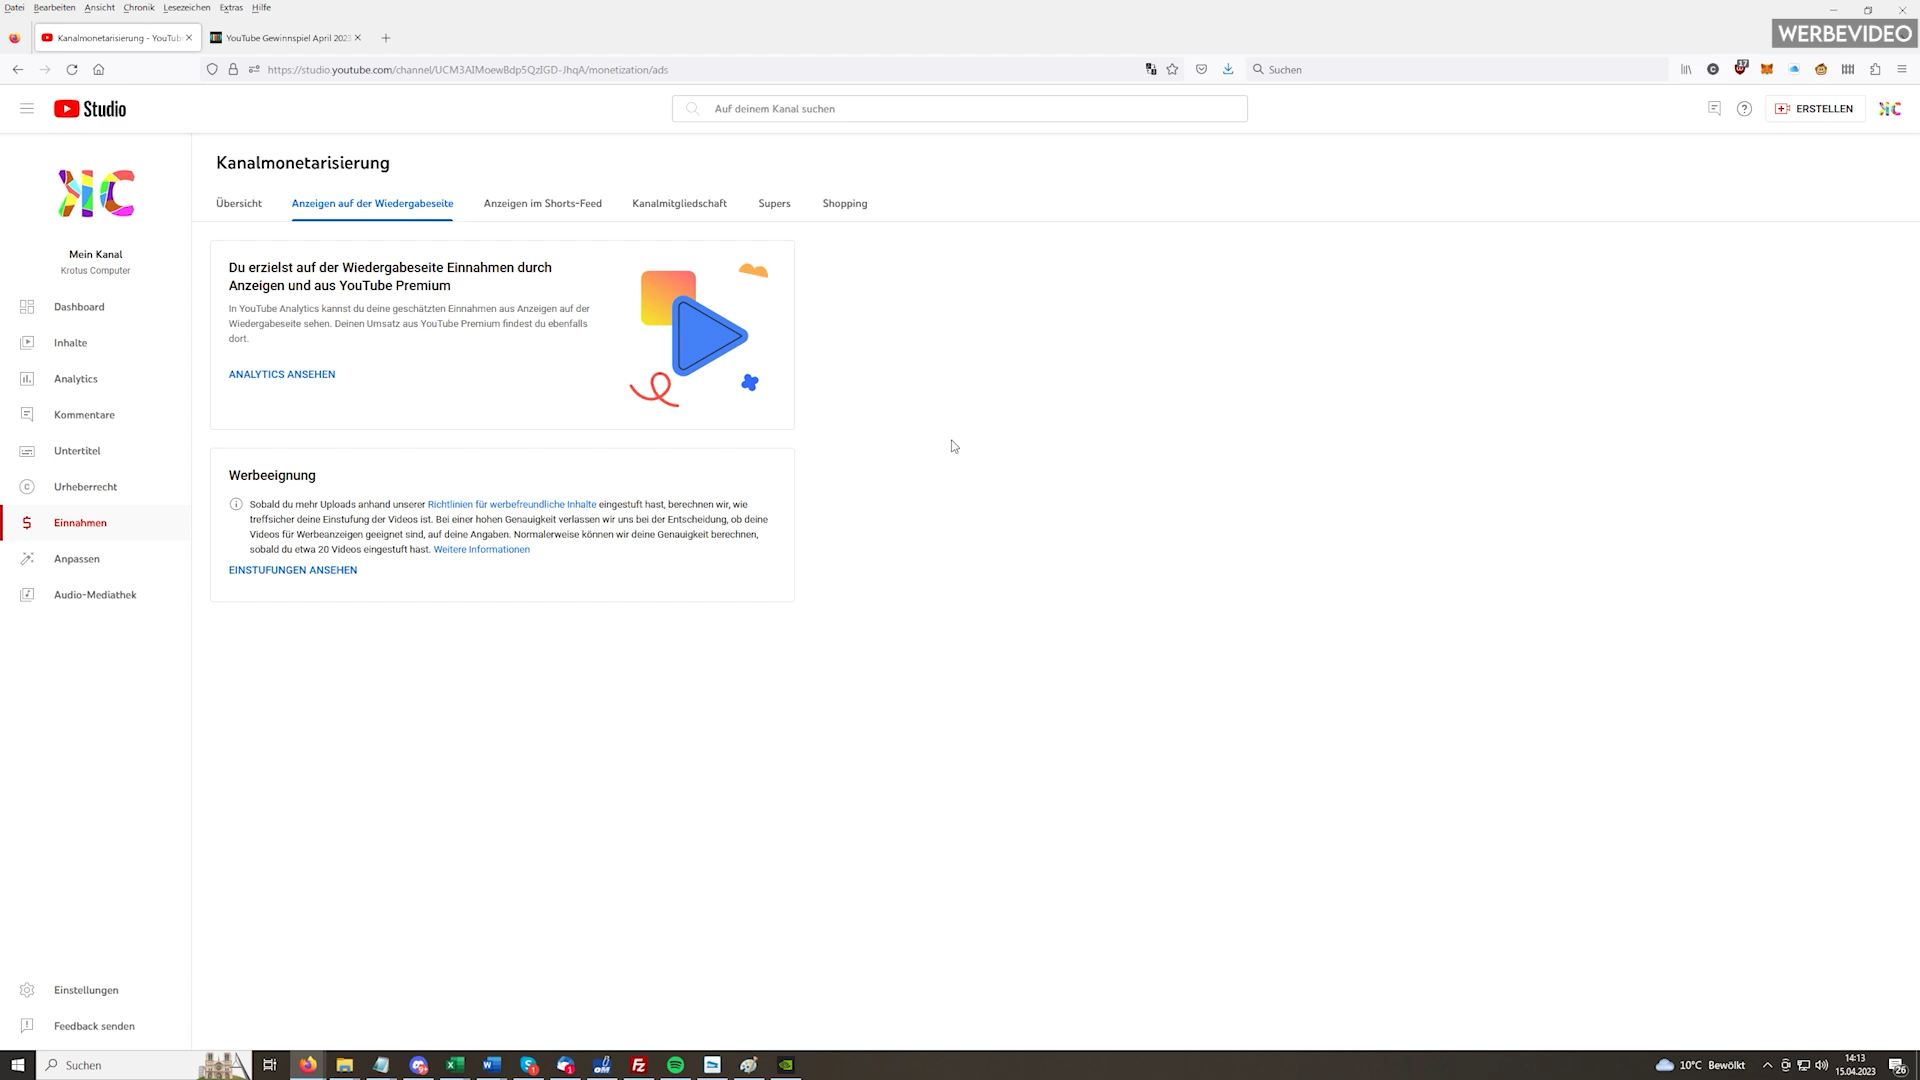 Datei Bearbeiten Ansicht Chronik Lesezeichen Extras Hilfe
Kanalmonetarisierung - YouTub
YouTube Gewinnspiel April 2023
WERBEVIDEO
https://studio.youtube.com/channel/UCM3AIMoewBdp5QzIGD-JhqA/monetization/ads
Suchen
17
Studio
Auf deinem Kanal suchen
ERSTELLEN
KC
KC
Mein Kanal
Krotus Computer
Dashboard
Inhalte
Analytics
Kommentare
Untertitel
Urheberrecht
Einnahmen
Anpassen
Audio-Mediathek
Einstellungen
Feedback senden
Kanalmonetarisierung
Übersicht
Anzeigen auf der Wiedergabeseite
Anzeigen im Shorts-Feed
Kanalmitgliedschaft
Supers
Shopping
Du erzielst auf der Wiedergabeseite Einnahmen durch
Anzeigen und aus YouTube Premium
In YouTube Analytics kannst du deine geschätzten Einnahmen aus Anzeigen auf der
Wiedergabeseite sehen. Deinen Umsatz aus YouTube Premium findest du ebenfalls
dort.
ANALYTICS ANSEHEN
Werbeeignung
Sobald du mehr Uploads anhand unserer Richtlinien für werbefreundliche Inhalte eingestuft hast, berechnen wir, wie
treffsicher deine Einstufung der Videos ist. Bei einer hohen Genauigkeit verlassen wir uns bei der Entscheidung, ob deine
Videos für Werbeanzeigen geeignet sind, auf deine Angaben. Normalerweise können wir deine Genauigkeit berechnen,
sobald du etwa 20 Videos eingestuft hast. Weitere Informationen
EINSTUFUNGEN ANSEHEN
Suchen
10°C Bewölkt
14:13
15.04.2023
26